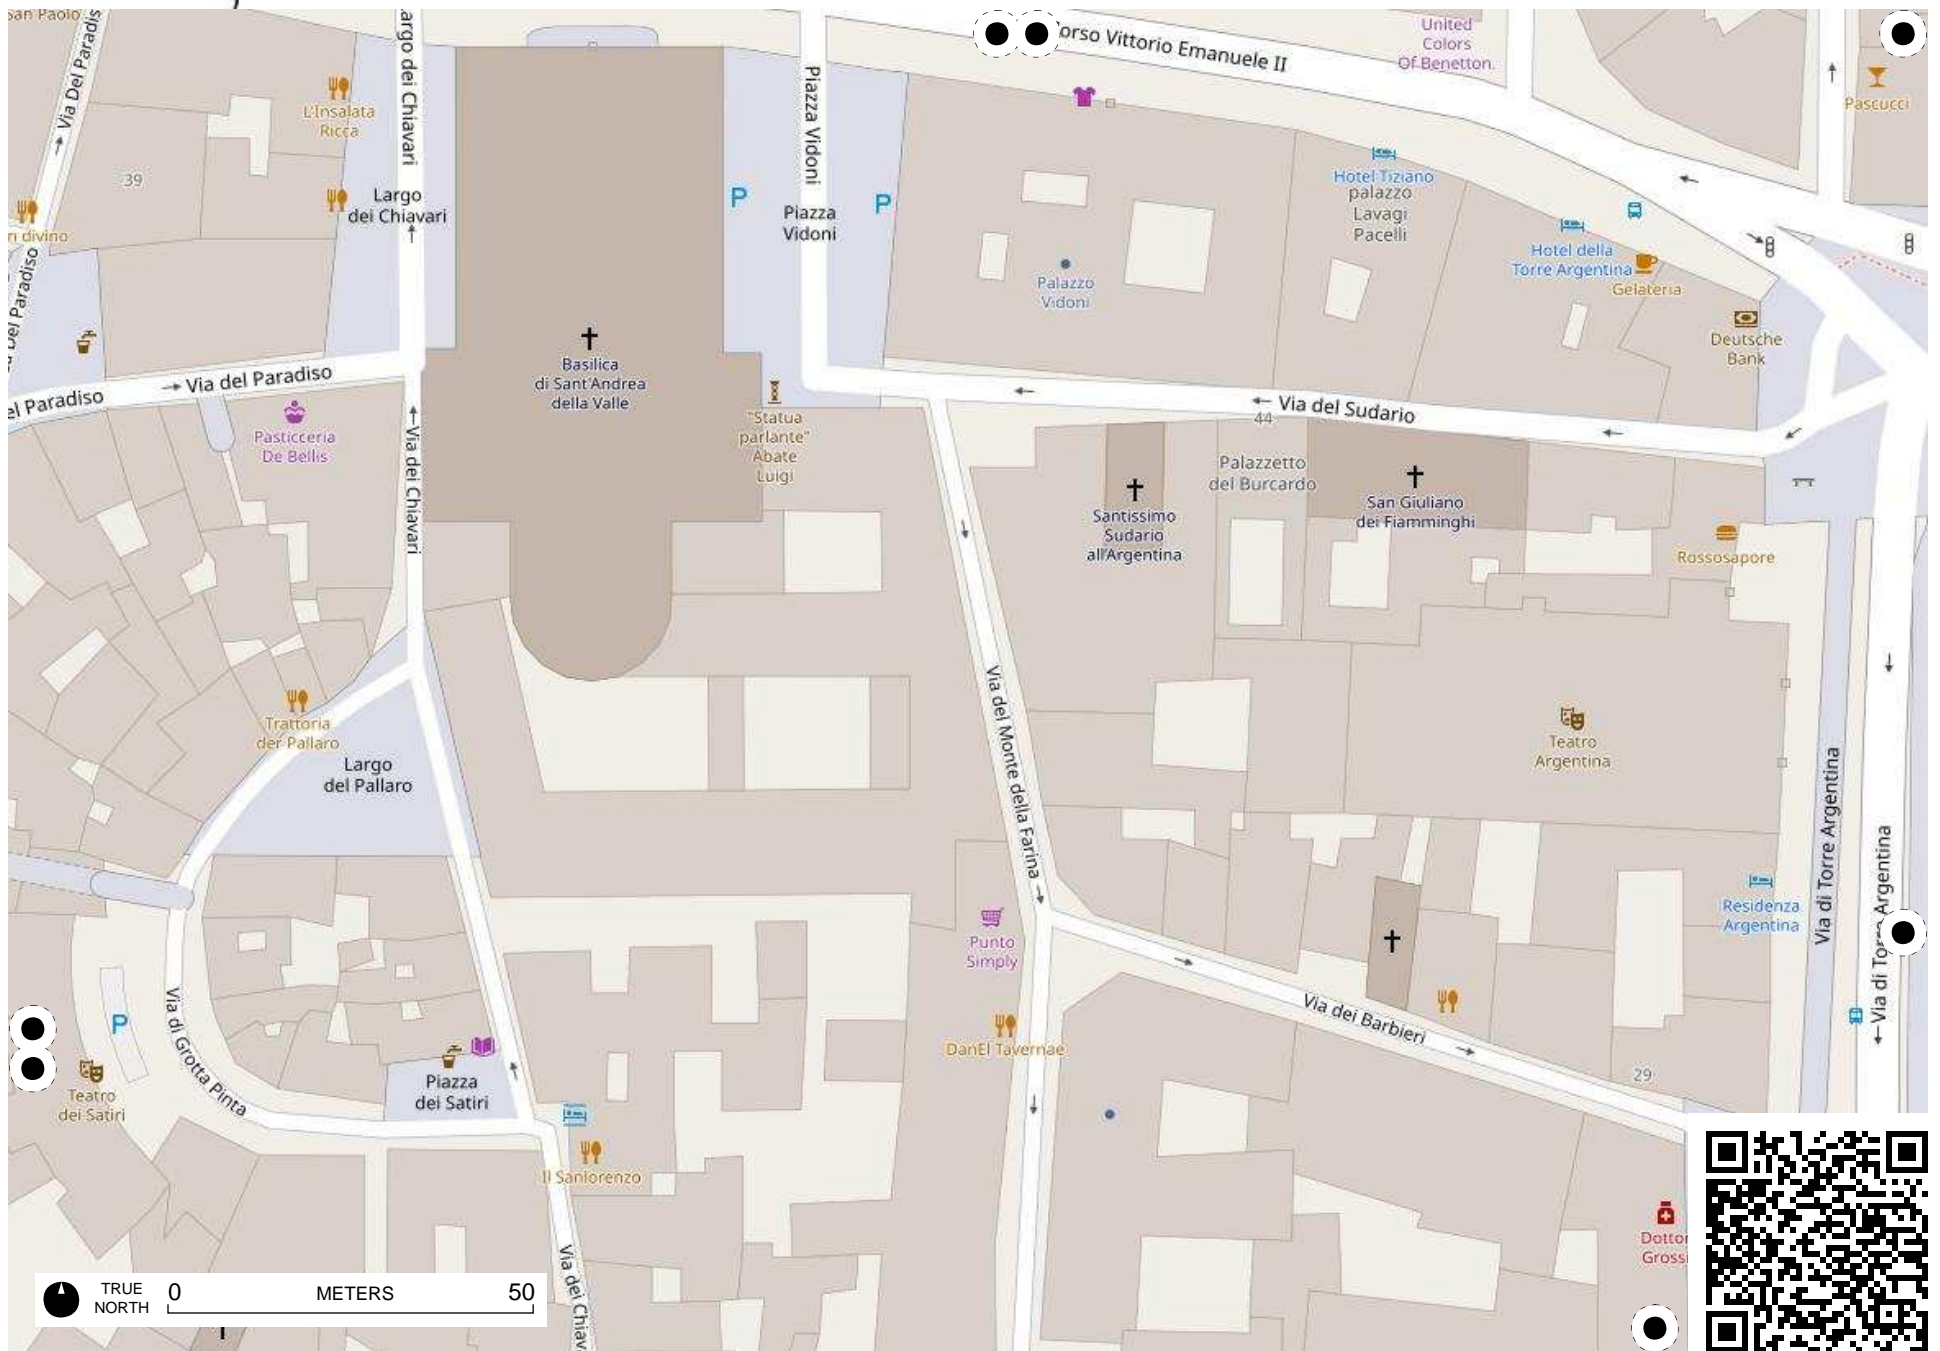 San Paolo
Via Del Paradis
Largo dei Chiavari
Piazza Vidoni
orso Vittorio Emanuele II
United
Colors
Of Benetton.
Pascucci
L'Insalata
Ricca
39
Largo
dei Chiavari
n divino
Piazza
Vidoni
P
P
Hotel Tiziano
palazzo
Lavagi
Pacelli
Hotel della
Torre Argentina
Gelateria
Palazzo
Vidoni
Deutsche
Bank
Del Paradiso
Via del Paradiso
el Paradiso
Basilica
di Sant'Andrea
della Valle
"Statua
parlante"
Abate
Luigi
Via del Sudario
44
Pasticceria
De Bellis
Via dei Chiavari
Palazzetto
del Burcardo
San Giuliano
dei Fiamminghi
Santissimo
Sudario
all'Argentina
Rossosapore
Via del Monte della Farina
Trattoria
der Pallaro
Largo
del Pallaro
Teatro
Argentina
Via di Torre Argentina
Via di Torre Argentina
Residenza
Argentina
Punto
Simply
DanEl Tavernae
Via dei Barbieri
29
Via di Grotta Pinta
P
Teatro
dei Satiri
Piazza
dei Satiri
Il Sanlorenzo
Via dei Chiav
Dottor
Grossi
TRUE
NORTH
0 METERS 50